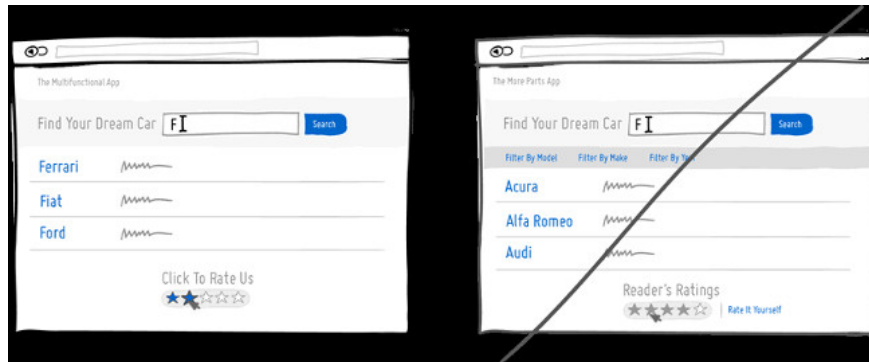 The Multifunctional App
Find Your Dream Car
F
Search
Ferrari
Fiat
Ford
Click To Rate Us
The More Parts App
Find Your Dream Car
F
Search
Filter By Model
Filter By Make
Filter By
Acura
Alfa Romeo
Audi
Reader's Ratings
Rate It Yourself